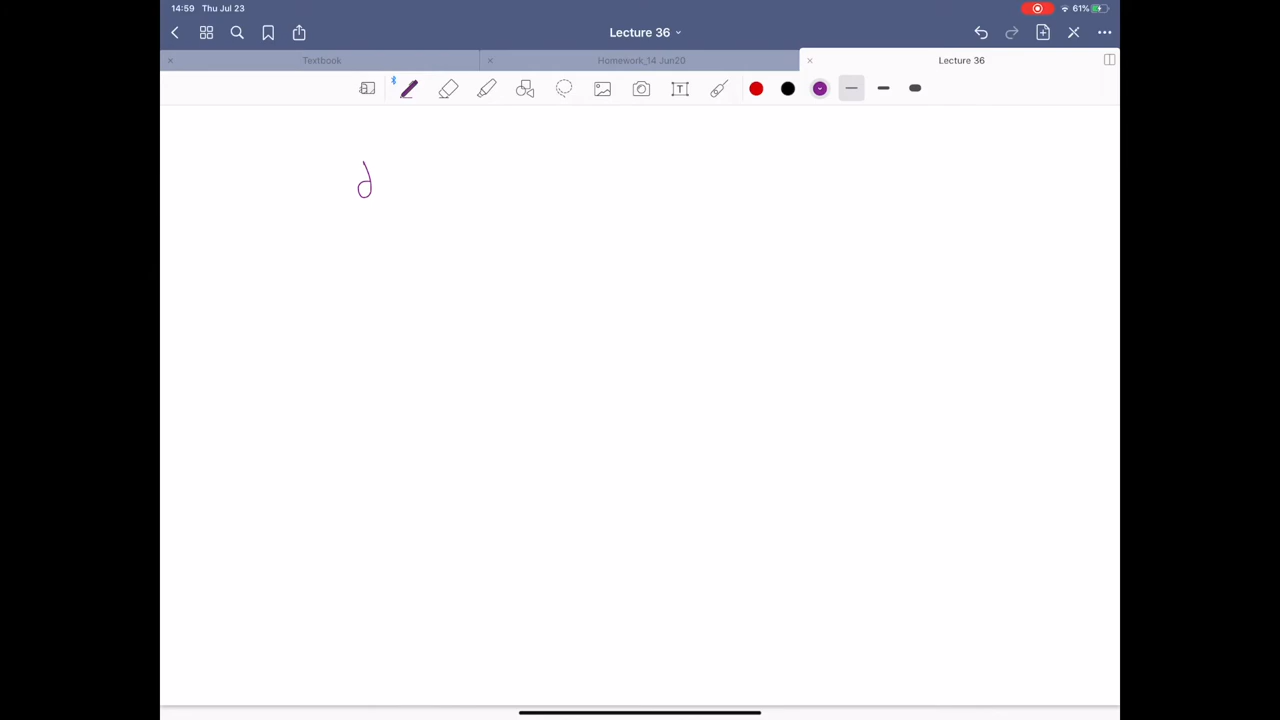 14:59 Thu Jul 23 61%
Lecture 36
Textbook Homework_14 Jun20 Lecture 36
T
∂